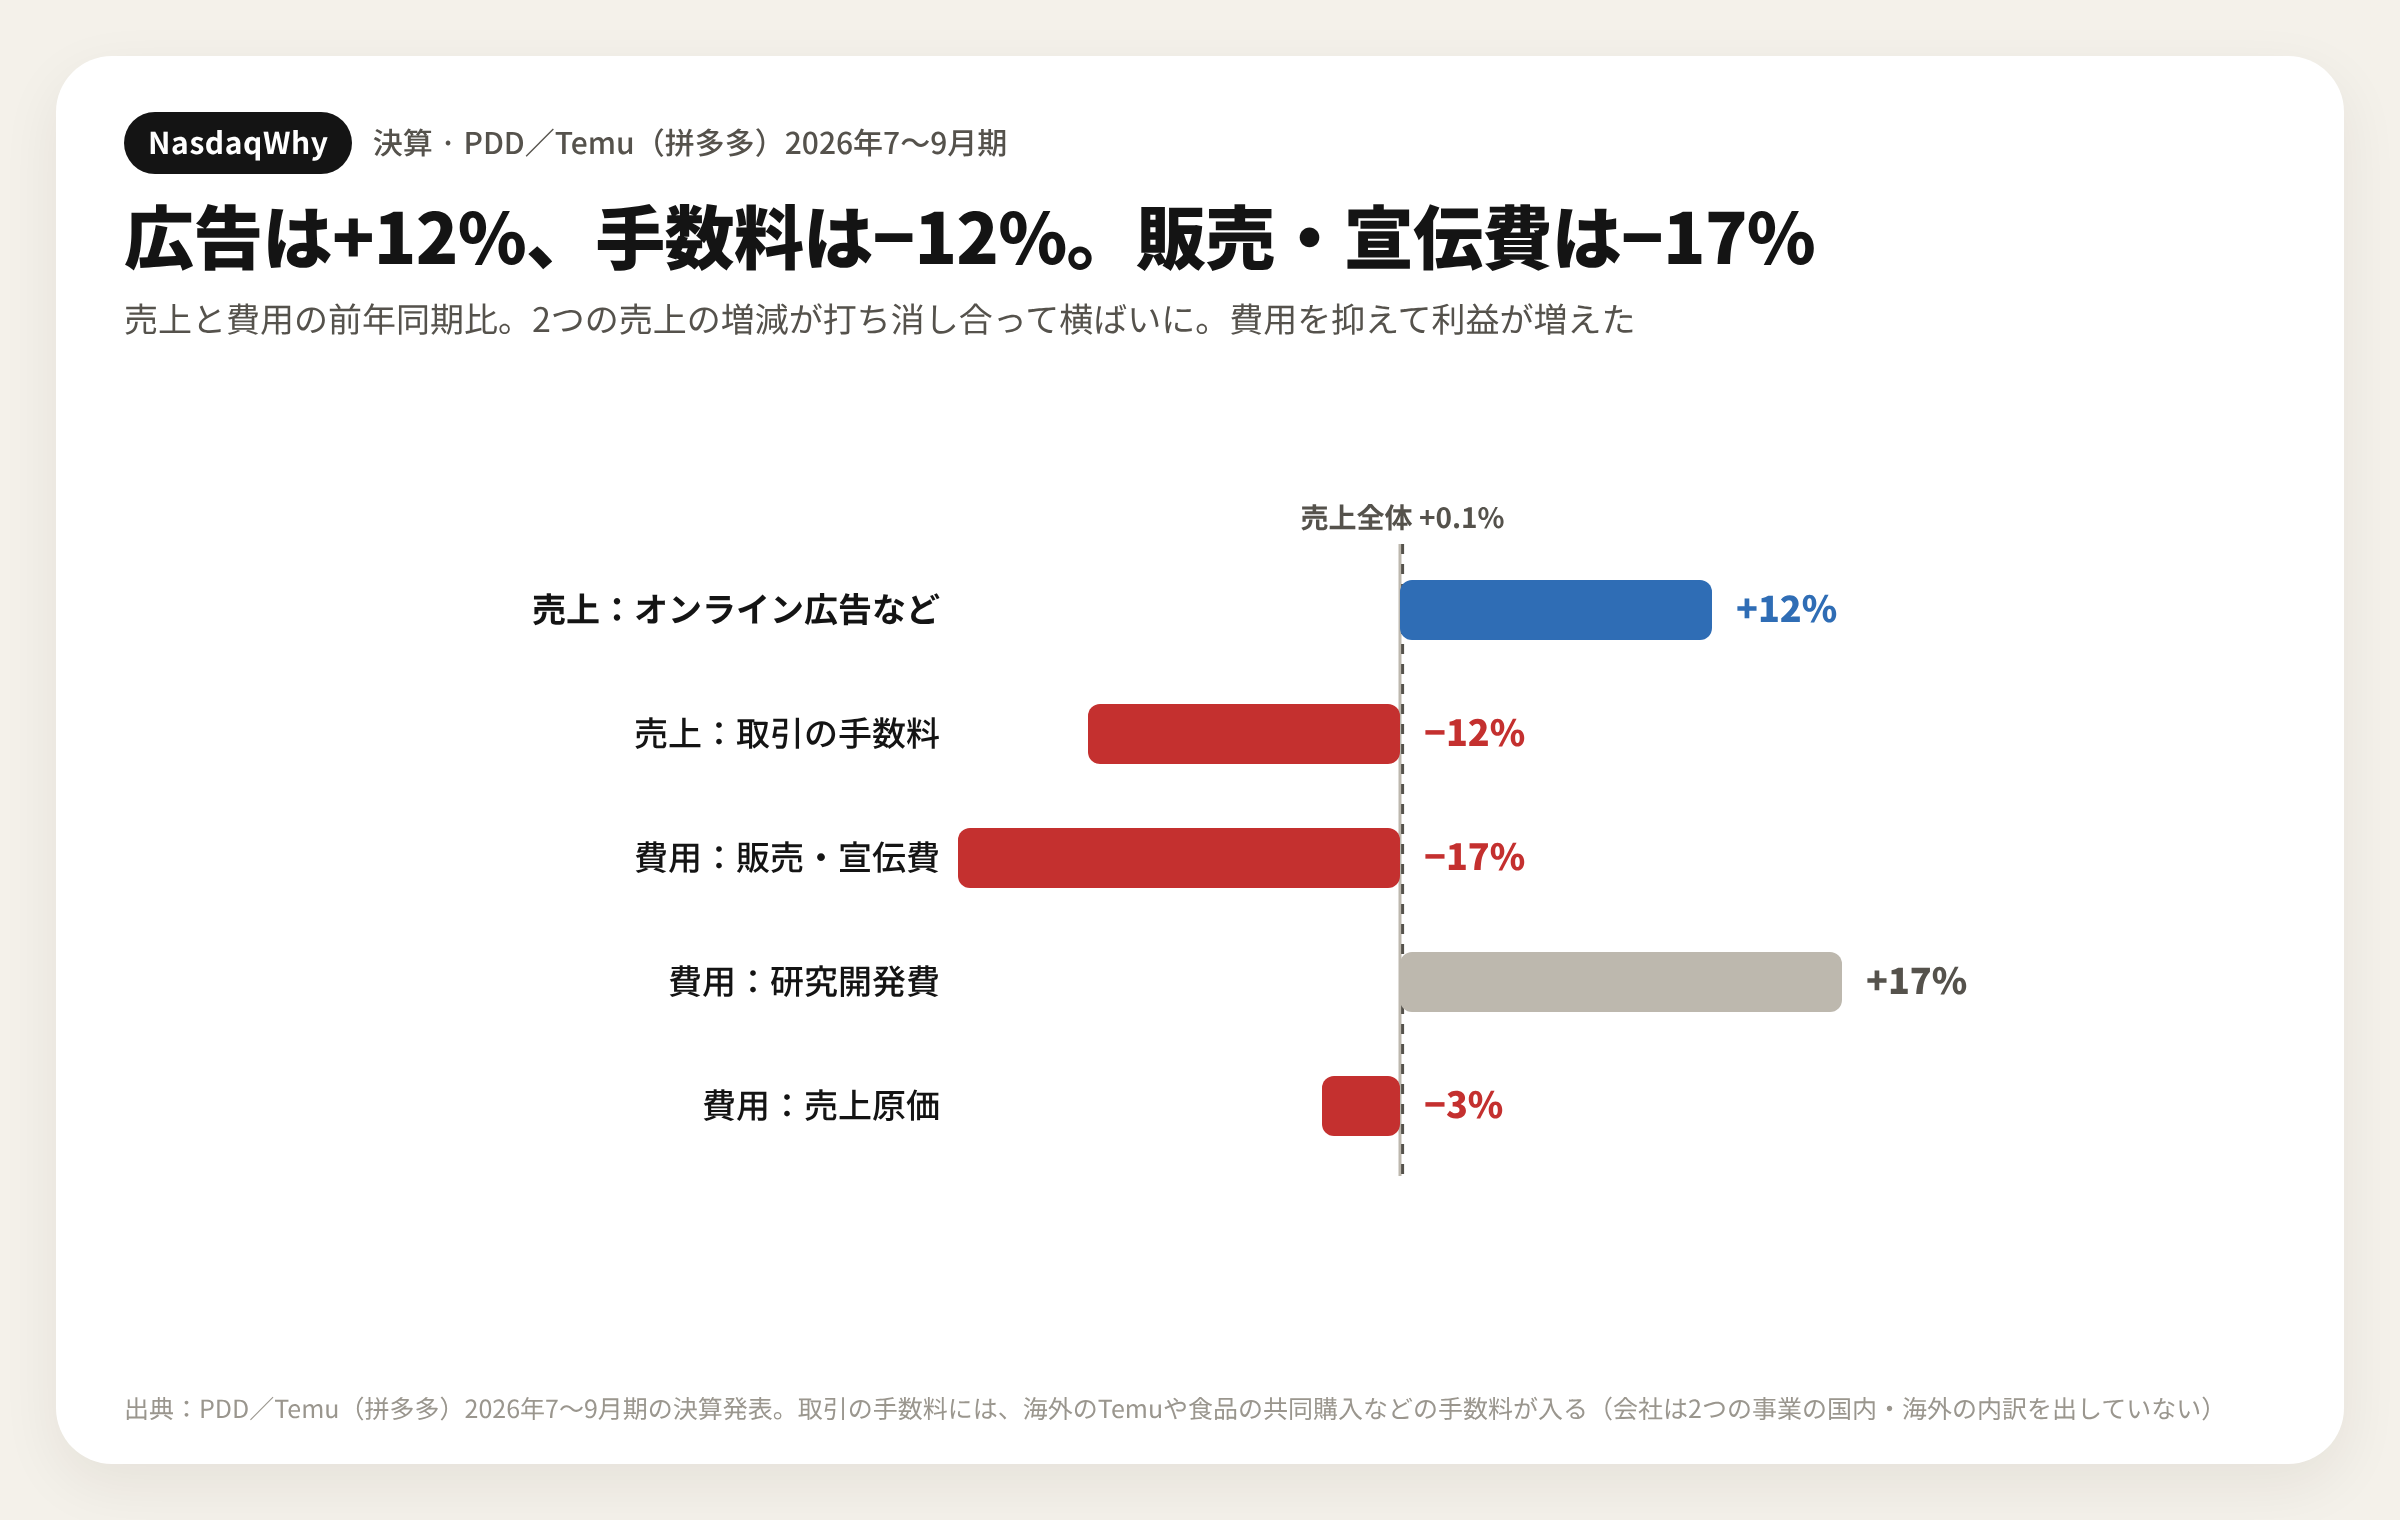 NasdaqWhy
決算・PDD／Temu（拼多多）2026年7〜9月期
広告は+12%、手数料は−12%。販売・宣伝費は−17%
売上と費用の前年同期比。2つの売上の増減が打ち消し合って横ばいに。費用を抑えて利益が増えた
売上全体 +0.1%
売上：オンライン広告など +12%
売上：取引の手数料 −12%
費用：販売・宣伝費 −17%
費用：研究開発費 +17%
費用：売上原価 −3%
出典：PDD／Temu（拼多多）2026年7〜9月期の決算発表。取引の手数料には、海外のTemuや食品の共同購入などの手数料が入る（会社は2つの事業の国内・海外の内訳を出していない）